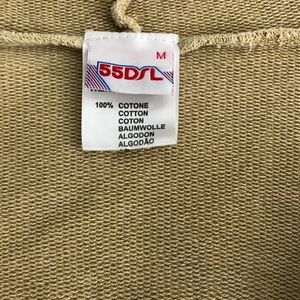 M
55DSL
100% COTONE
COTTON
COTON
BAUMWOLLE
ALGODON
ALGODÃO